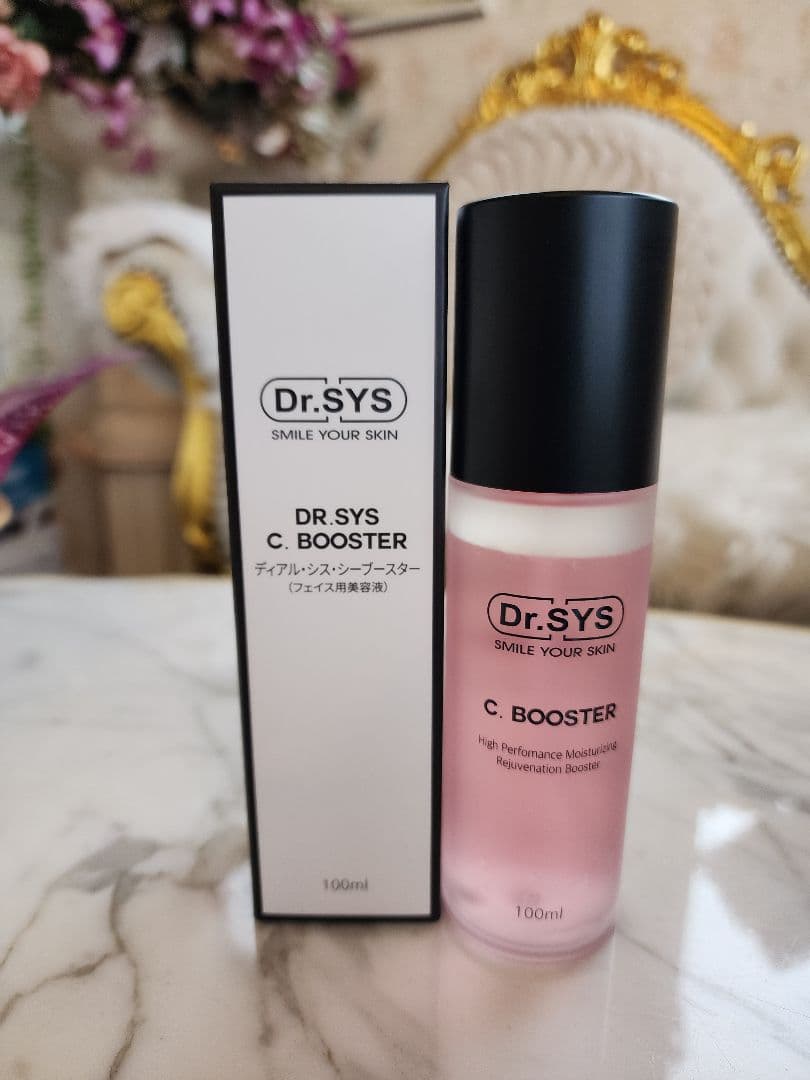 Dr.SYS
SMILE YOUR SKIN
DR.SYS
C. BOOSTER
ディアル・シス・シーブースター
（フェイス用美容液）
100ml
Dr.SYS
SMILE YOUR SKIN
C. BOOSTER
High Perfomance Moisturizing
Rejuvenation Booster
100ml